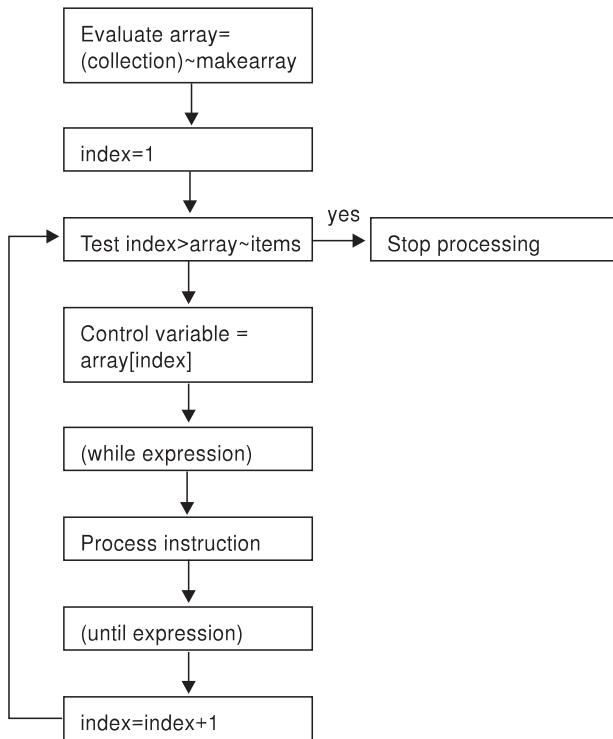 Evaluate array=
(collection)~makearray
index=1
Test index>array~items
yes
Stop processing
Control variable =
array[index]
(while expression)
Process instruction
(until expression)
index=index+1